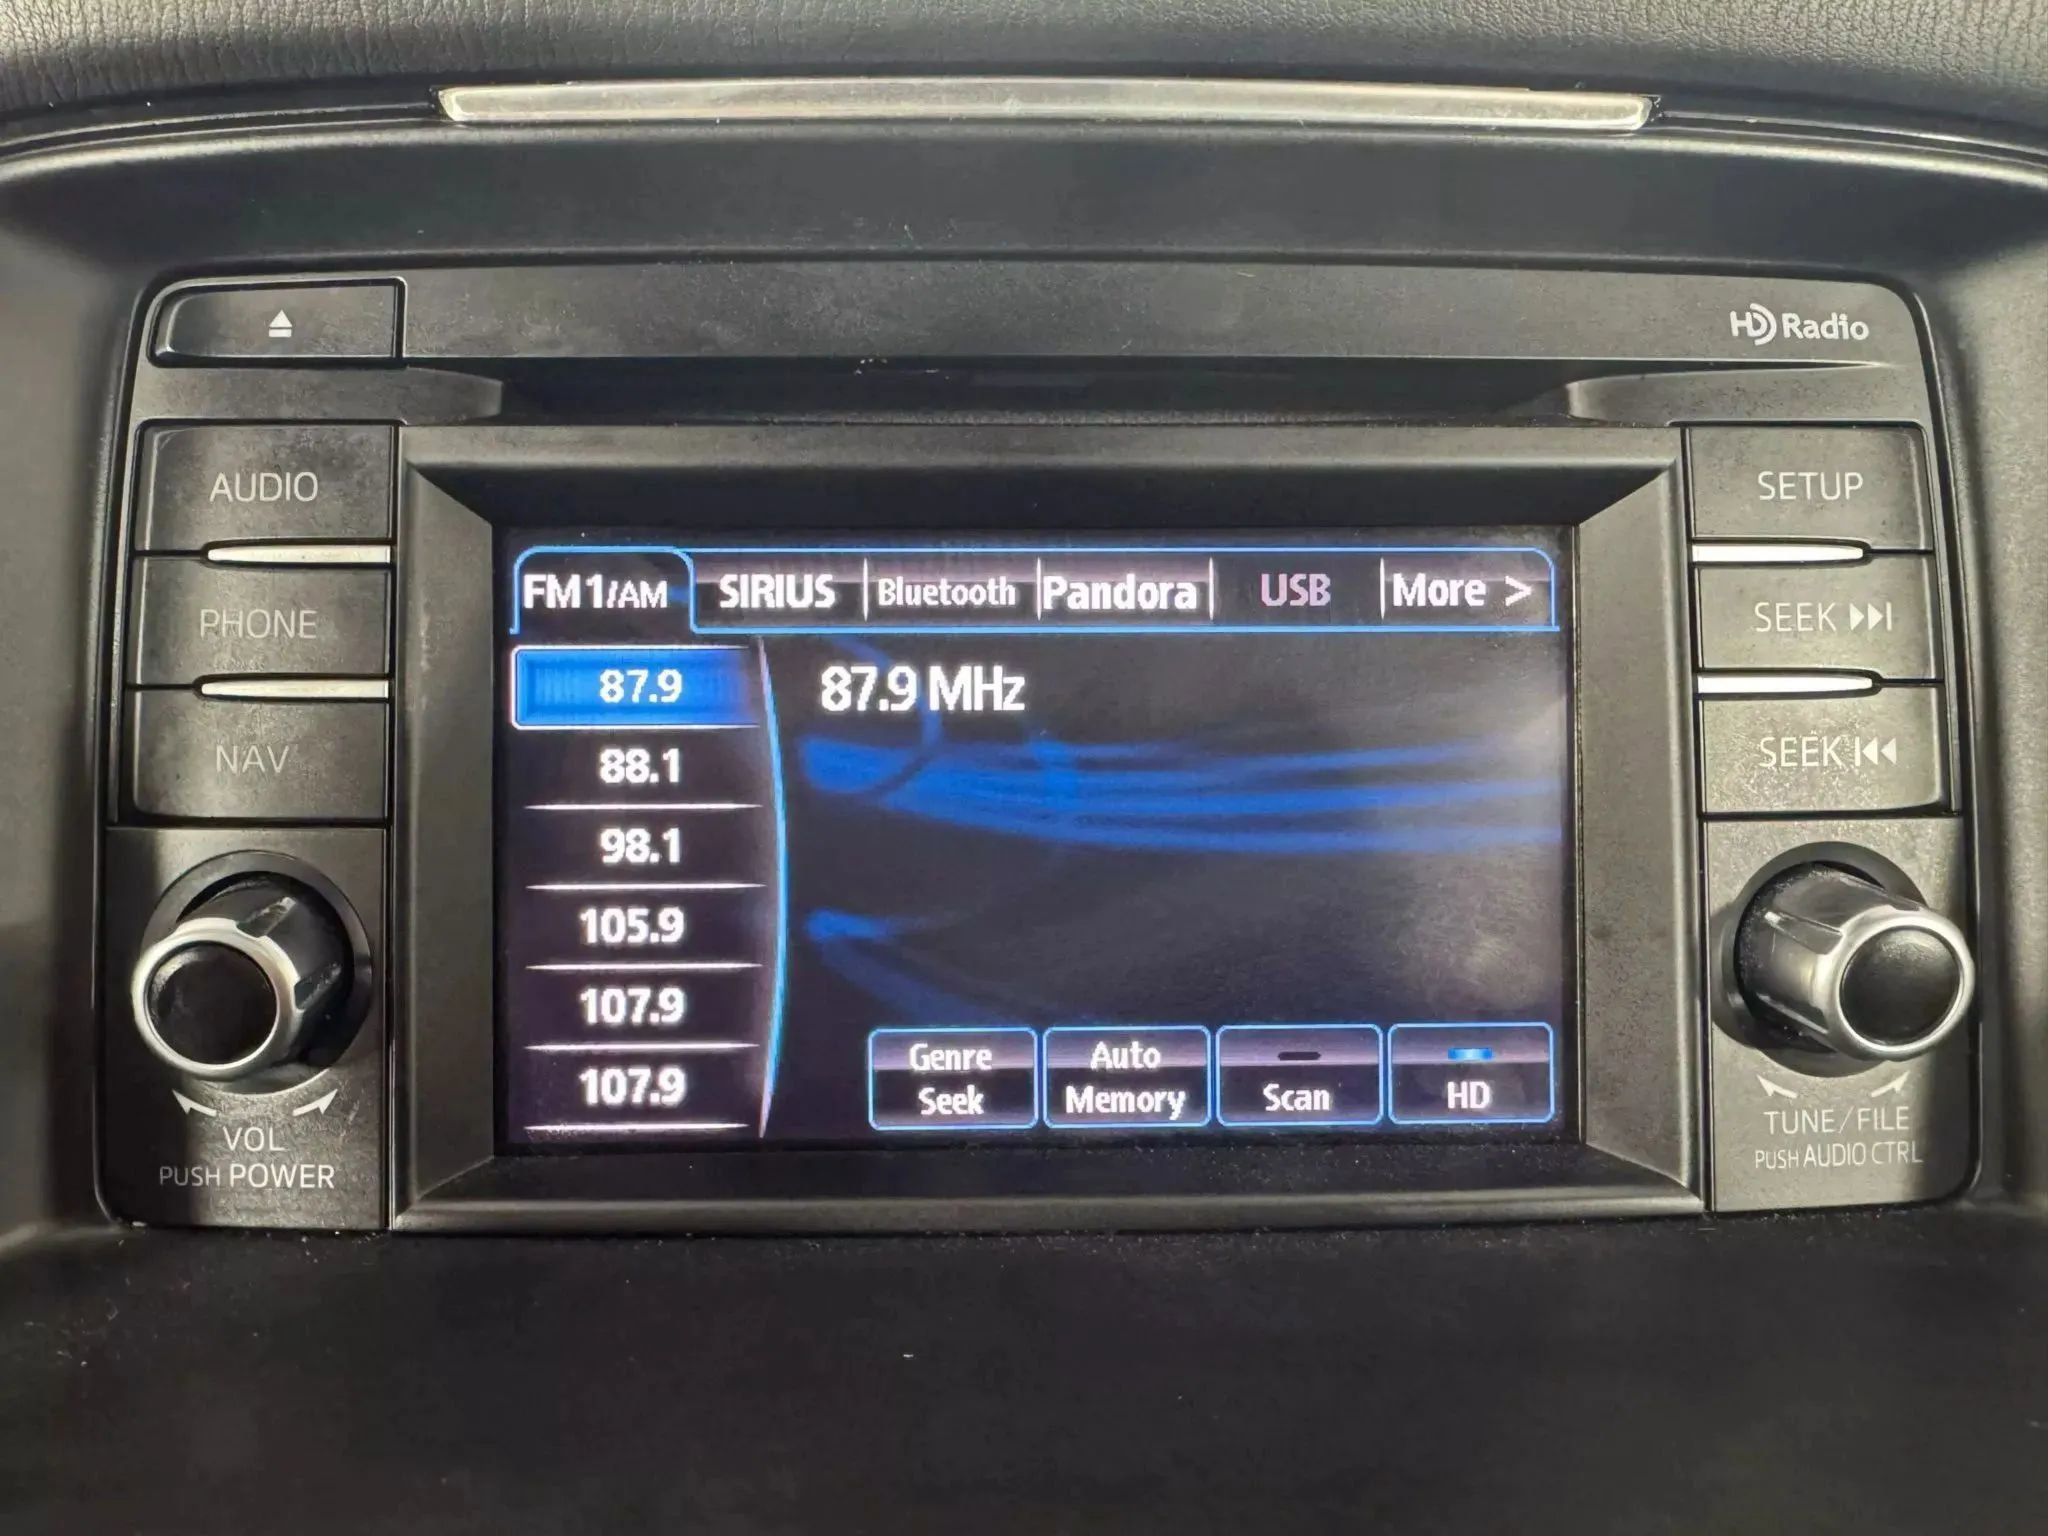 HD Radio
AUDIO
PHONE
NAV
VOL
PUSH POWER
FM1/AM
SIRIUS
Bluetooth
Pandora
USB
More >
87.9
88.1
98.1
105.9
107.9
107.9
87.9 MHz
Genre
Seek
Auto
Memory
Scan
HD
SETUP
SEEK
SEEK
TUNE/FILE
PUSH AUDIO CTRL